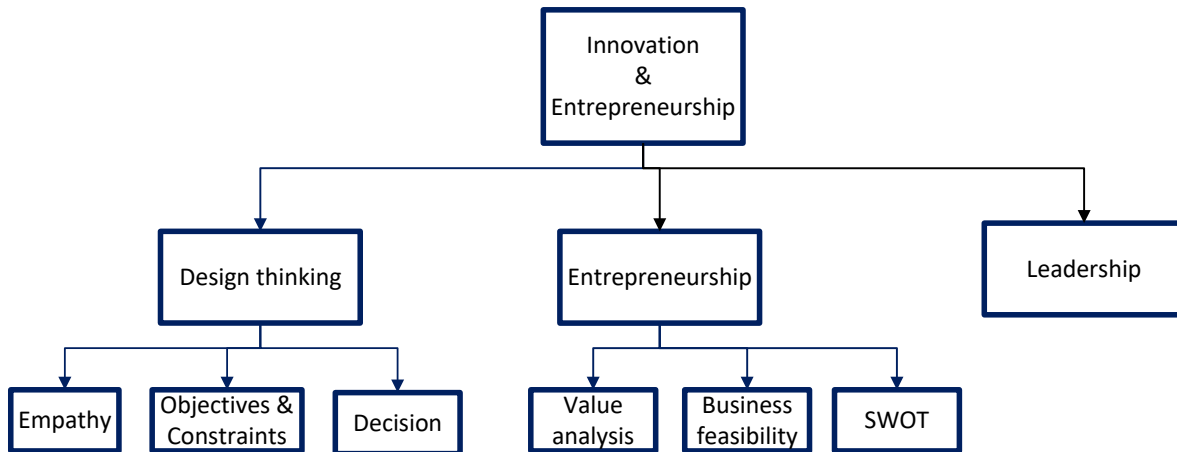 Innovation
&
Entrepreneurship
Design thinking
Entrepreneurship
Leadership
Empathy
Objectives &
Constraints
Decision
Value
analysis
Business
feasibility
SWOT